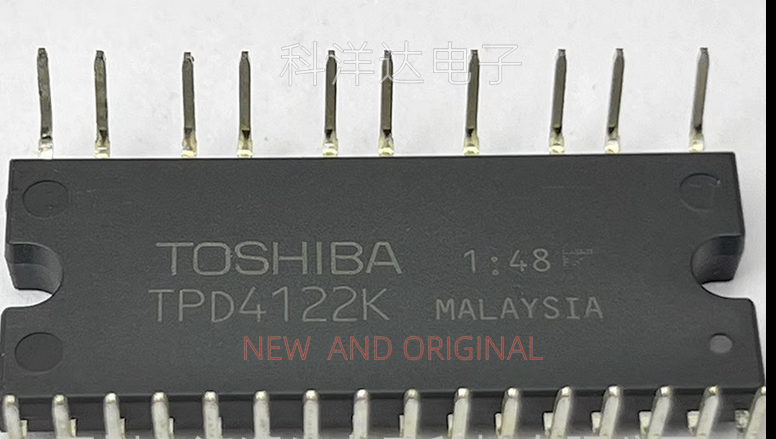 科洋达电子
TOSHIBA 1:48
TPD4122K MALAYSIA
NEW AND ORIGINAL